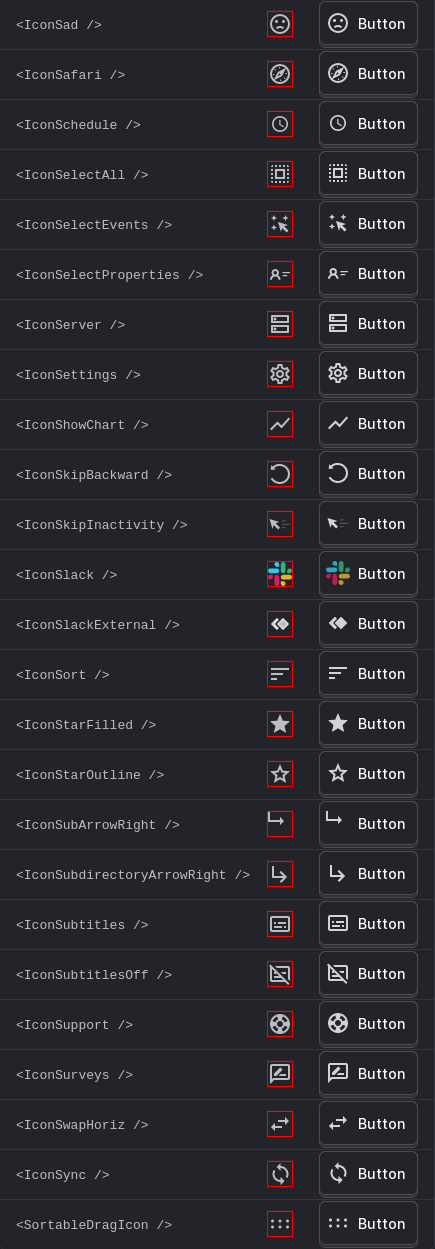 <IconSad /> Button
<IconSafari /> Button
<IconSchedule /> Button
<IconSelectAll /> Button
<IconSelectEvents /> Button
<IconSelectProperties /> Button
<IconServer /> Button
<IconSettings /> Button
<IconShowChart /> Button
<IconSkipBackward /> Button
<IconSkipInactivity /> Button
<IconSlack /> Button
<IconSlackExternal /> Button
<IconSort /> Button
<IconStarFilled /> Button
<IconStarOutline /> Button
<IconSubArrowRight /> Button
<IconSubdirectoryArrowRight /> Button
<IconSubtitles /> Button
<IconSubtitlesOff /> Button
<IconSupport /> Button
<IconSurveys /> Button
<IconSwapHoriz /> Button
<IconSync /> Button
<SortableDragIcon /> Button